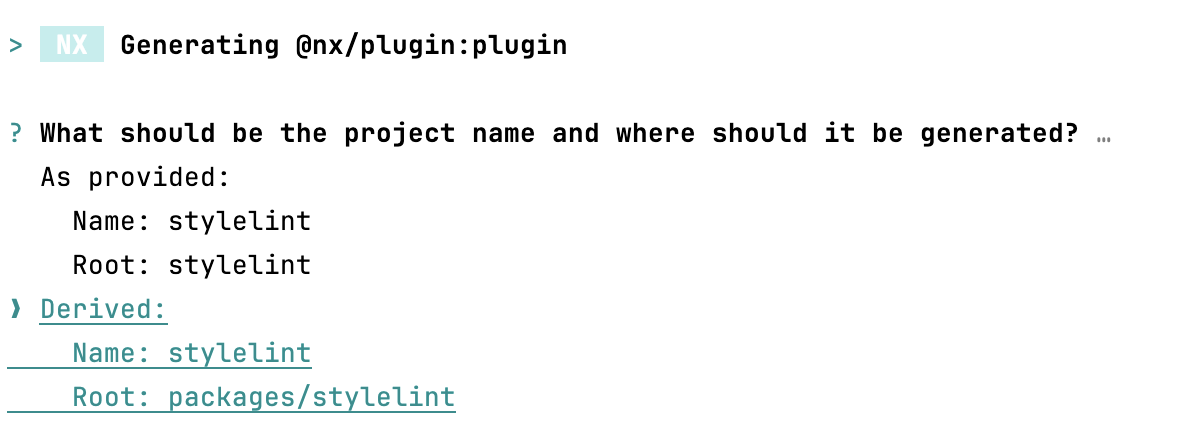 > NX Generating @nx/plugin:plugin
? What should be the project name and where should it be generated? …
As provided:
Name: stylelint
Root: stylelint
❯ Derived:
Name: stylelint
Root: packages/stylelint